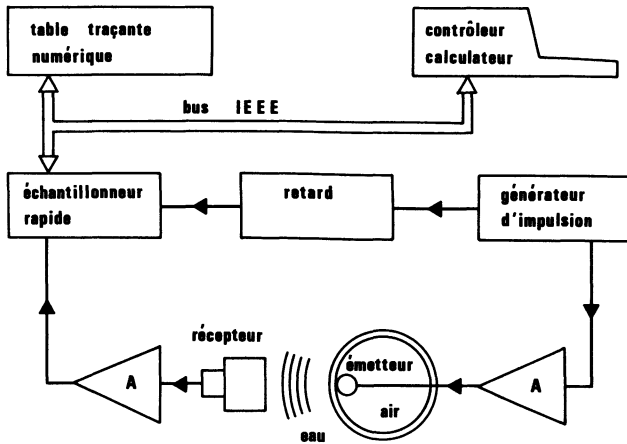 table traçante
numérique
contrôleur
calculateur
bus IEEE
échantillonneur
rapide
retard
générateur
d'impulsion
récepteur
émetteur
A
A
air
eau